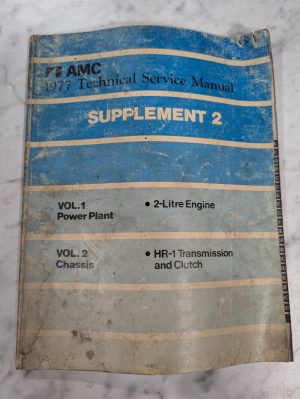 AMC
1977 Technical Service Manual
SUPPLEMENT 2
VOL.1 • 2-Litre Engine
Power Plant
VOL. 2 • HR-1 Transmission
Chassis and Clutch